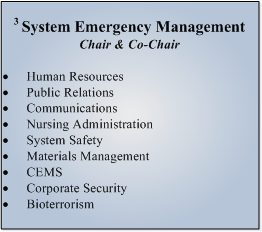 ³ System Emergency Management
Chair & Co-Chair
• Human Resources
• Public Relations
• Communications
• Nursing Administration
• System Safety
• Materials Management
• CEMS
• Corporate Security
• Bioterrorism